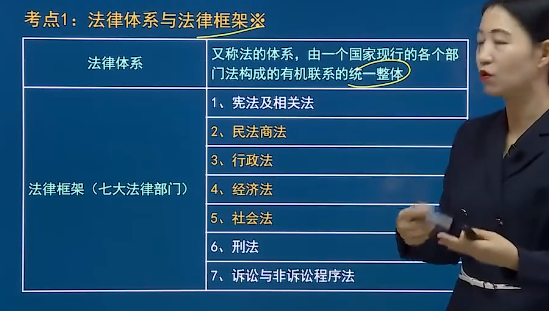 考点1：法律体系与法律框架※
法律体系
又称法的体系，由一个国家现行的各个部
门法构成的有机联系的统一整体
法律框架（七大法律部门）
1、宪法及相关法
2、民法商法
3、行政法
4、经济法
5、社会法
6、刑法
7、诉讼与非诉讼程序法